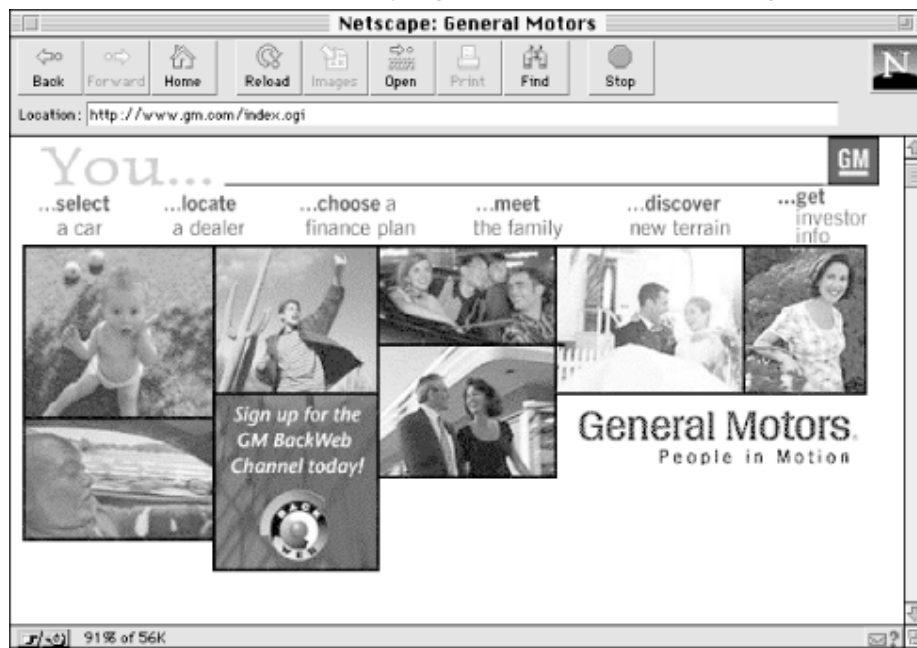 Netscape: General Motors
Back Forward Home Reload Images Open Print Find Stop
N
Location: http://www.gm.com/index.cgi
You...
GM
...select ...locate ...choose a ...meet ...discover ...get
a car a dealer finance plan the family new terrain investor
info
Sign up for the
GM BackWeb
Channel today!
BACK
WEB
General Motors.
People in Motion
91% of 56K
?